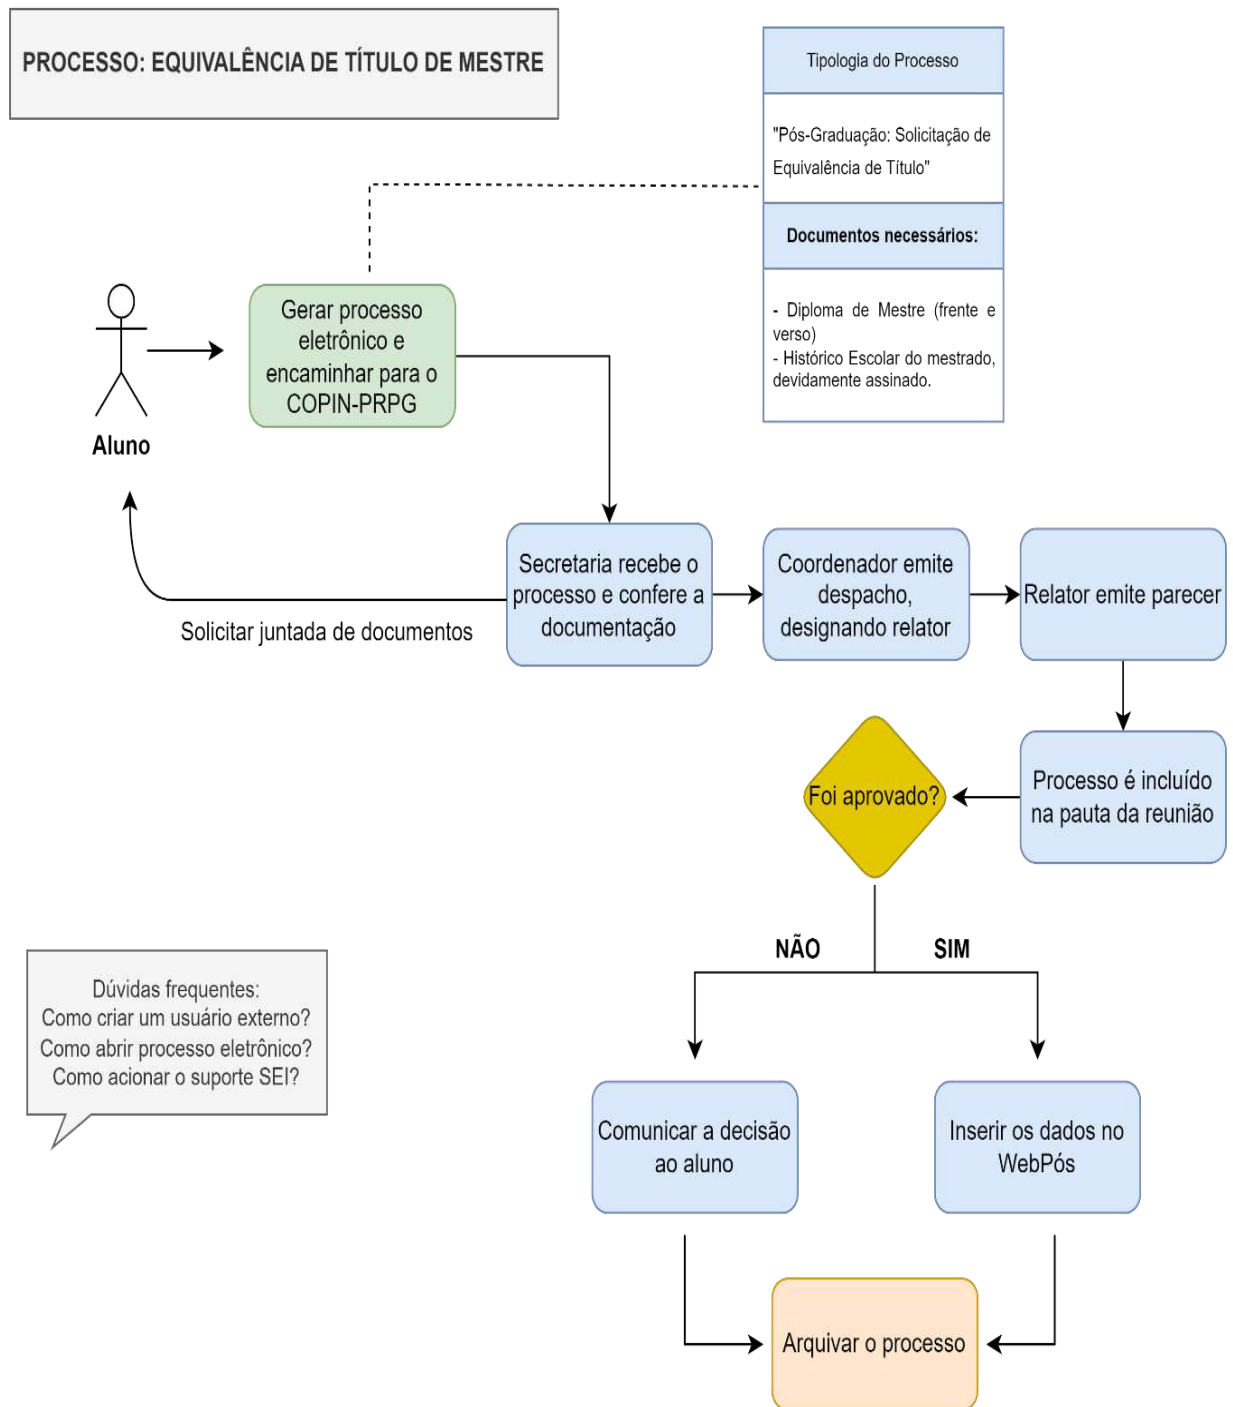 PROCESSO: EQUIVALÊNCIA DE TÍTULO DE MESTRE
Tipologia do Processo
"Pós-Graduação: Solicitação de
Equivalência de Título"
Documentos necessários:
- Diploma de Mestre (frente e
verso)
- Histórico Escolar do mestrado,
devidamente assinado.
Gerar processo
eletrônico e
encaminhar para o
COPIN-PRPG
Aluno
Secretaria recebe o
processo e confere a
documentação
Solicitar juntada de documentos
Coordenador emite
despacho,
designando relator
Relator emite parecer
Processo é incluído
na pauta da reunião
Foi aprovado?
NÃO
SIM
Dúvidas frequentes:
Como criar um usuário externo?
Como abrir processo eletrônico?
Como acionar o suporte SEI?
Comunicar a decisão
ao aluno
Inserir os dados no
WebPós
Arquivar o processo